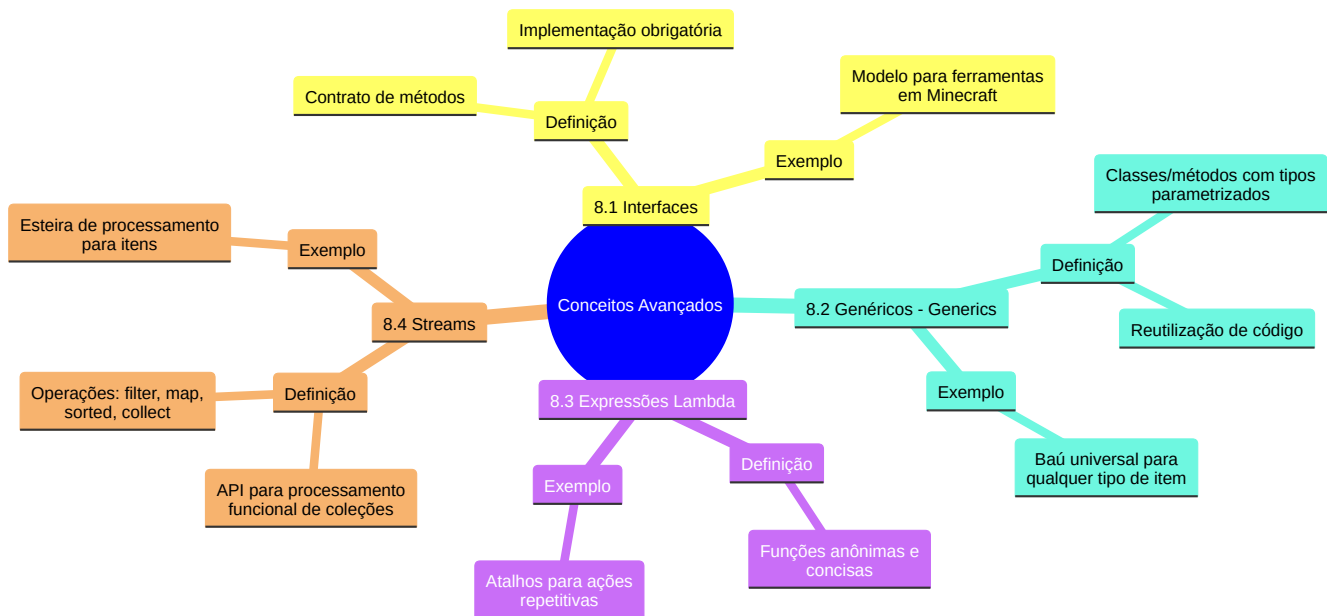 Conceitos Avançados
8.1 Interfaces
Definição
Contrato de métodos
Implementação obrigatória
Exemplo
Modelo para ferramentas
em Minecraft
8.2 Genéricos - Generics
Definição
Classes/métodos com tipos
parametrizados
Reutilização de código
Exemplo
Baú universal para
qualquer tipo de item
8.3 Expressões Lambda
Definição
Funções anônimas e
concisas
Exemplo
Atalhos para ações
repetitivas
8.4 Streams
Definição
API para processamento
funcional de coleções
Operações: filter, map,
sorted, collect
Exemplo
Esteira de processamento
para itens